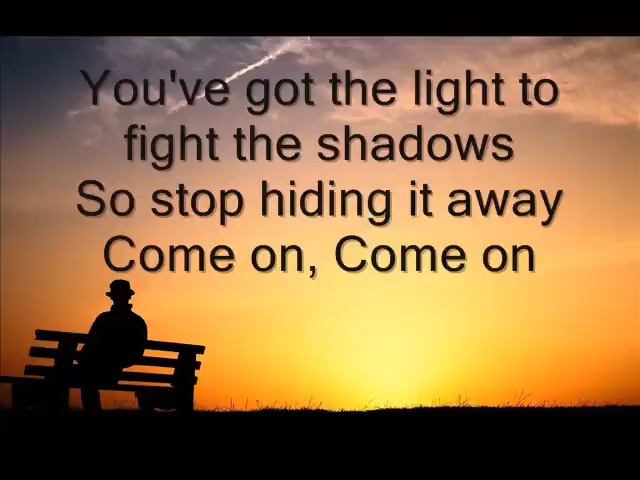 You've got the light to
fight the shadows
So stop hiding it away
Come on, Come on